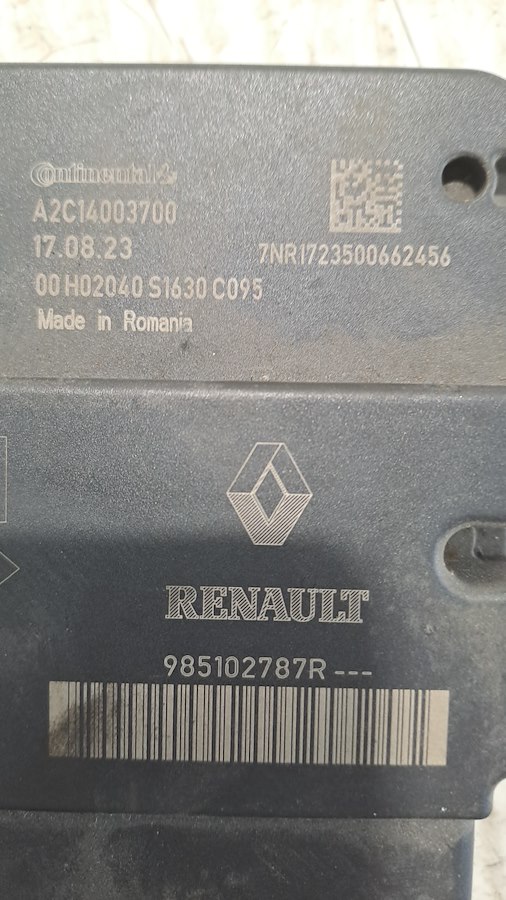 Continental
A2C14003700
17.08.23
7NR1723500662456
00 H02040 S1630 C095
Made in Romania
RENAULT
985102787R ---